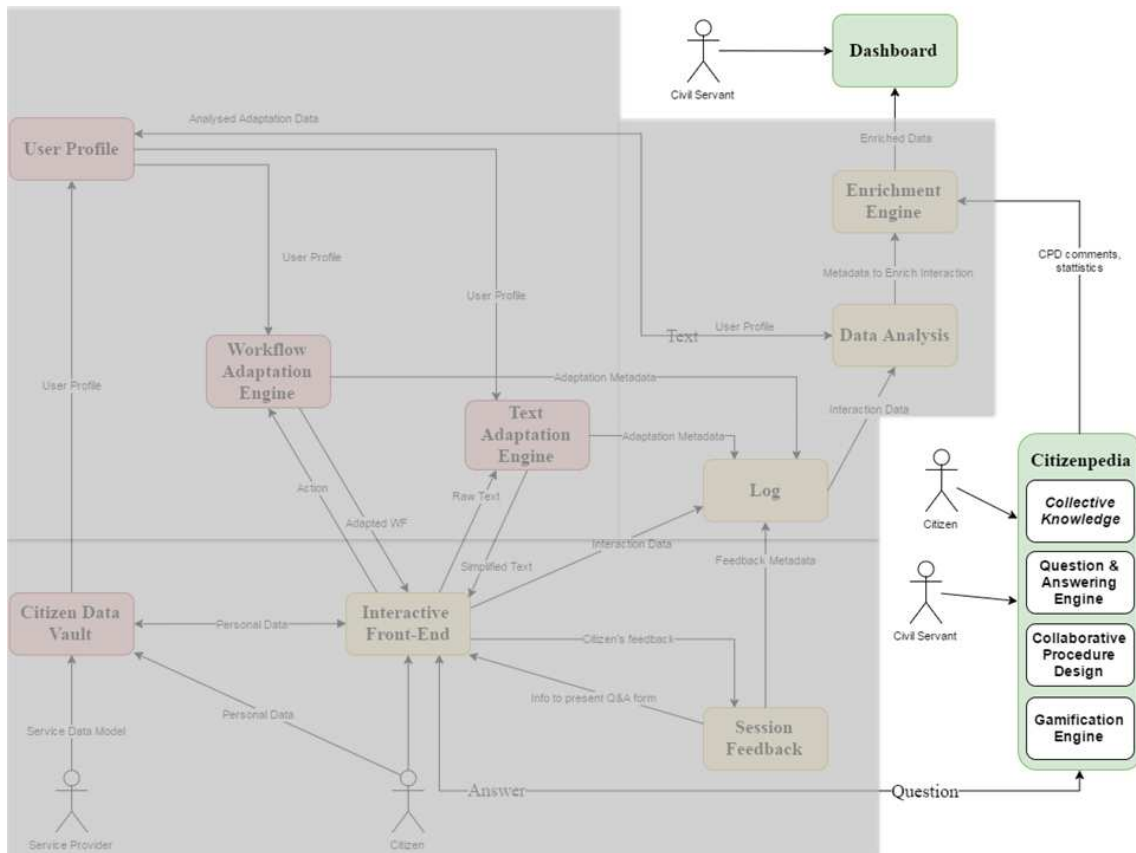 Dashboard
Civil Servant
Analysed Adaptation Data
Enriched Data
User Profile
Enrichment
Engine
User Profile
CPD comments,
stattistics
Metadata to Enrich Interaction
User Profile
Text
User Profile
Data Analysis
Workflow
Adaptation
Engine
User Profile
Adaptation Metadata
Interaction Data
Text
Adaptation
Engine
Adaptation Metadata
Citizenpedia
Log
Action
Raw Text
Collective
Knowledge
Citizen
Adapted WF
Interaction Data
Feedback Metadata
Simplified Text
Question &
Answering
Engine
Citizen Data
Vault
Personal Data
Interactive
Front-End
Civil Servant
Citizen's feedback
Collaborative
Procedure
Design
Info to present Q&A form
Personal Data
Service Data Model
Session
Feedback
Gamification
Engine
Answer
Question
Service Provider
Citizen